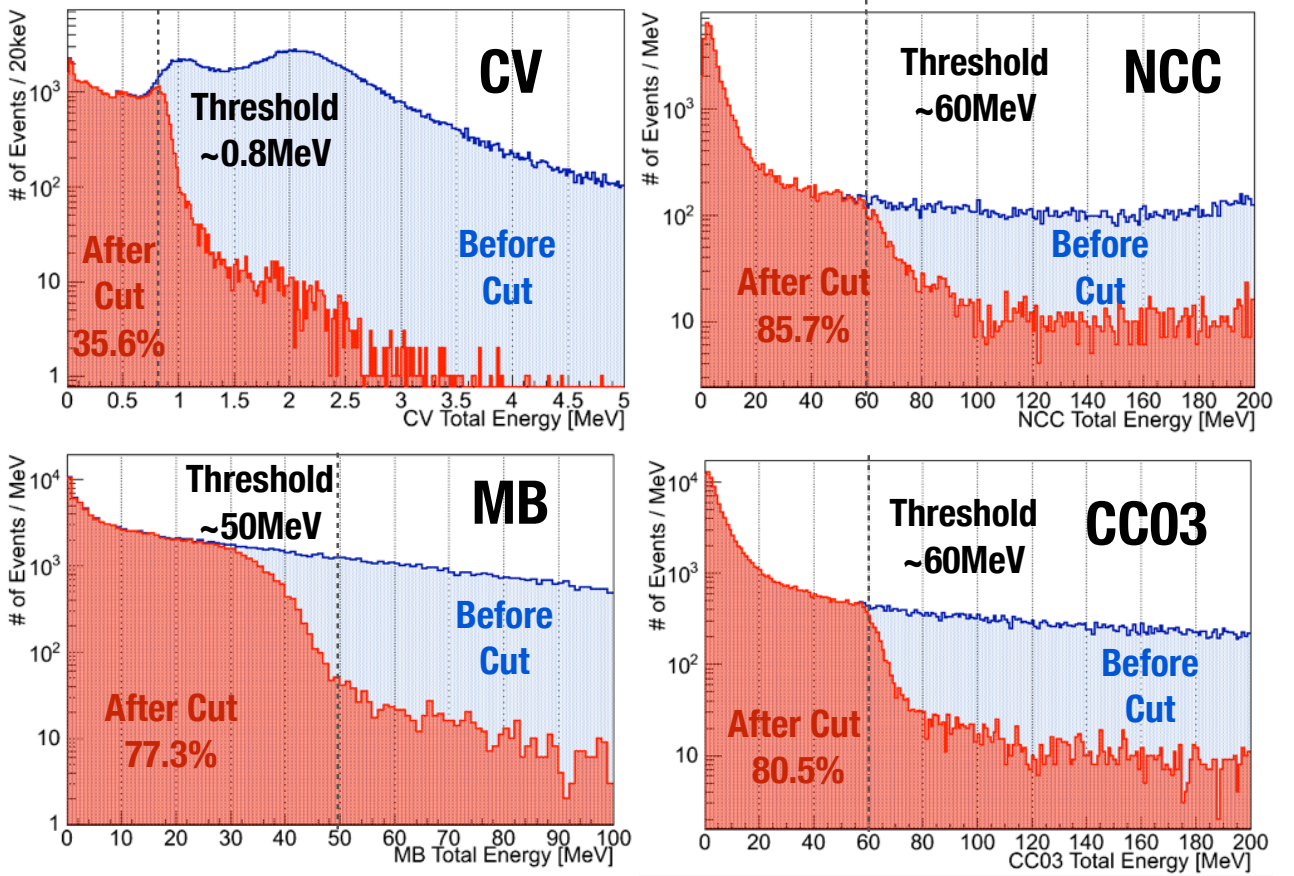 # of Events / 20keV
10³
10²
10
1
CV
Threshold
~0.8MeV
After
Cut
35.6%
Before
Cut
0 0.5 1 1.5 2 2.5 3 3.5 4 4.5 5
CV Total Energy [MeV]
# of Events / MeV
10³
10²
10
Threshold
~60MeV
NCC
After Cut
85.7%
Before
Cut
0 20 40 60 80 100 120 140 160 180 200
NCC Total Energy [MeV]
# of Events / MeV
10⁴
10³
10²
10
1
Threshold
~50MeV
MB
Before
Cut
After Cut
77.3%
0 10 20 30 40 50 60 70 80 90 100
MB Total Energy [MeV]
# of Events / MeV
10⁴
10³
10²
10
Threshold
~60MeV
CC03
Before
Cut
After Cut
80.5%
0 20 40 60 80 100 120 140 160 180 200
CC03 Total Energy [MeV]